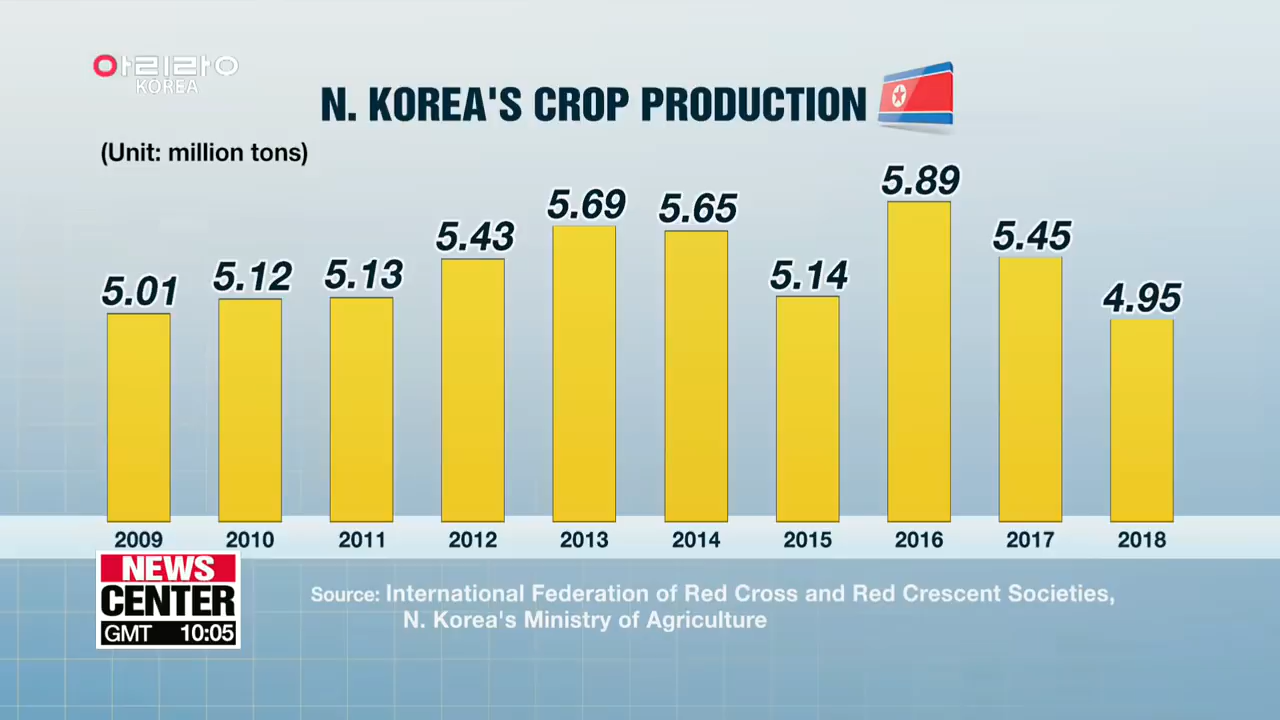 아리랑
KOREA
N. KOREA'S CROP PRODUCTION
(Unit: million tons)
5.01 5.12 5.13 5.43 5.69 5.65 5.14 5.89 5.45 4.95
2009 2010 2011 2012 2013 2014 2015 2016 2017 2018
NEWS
CENTER
GMT 10:05
Source: International Federation of Red Cross and Red Crescent Societies,
N. Korea's Ministry of Agriculture